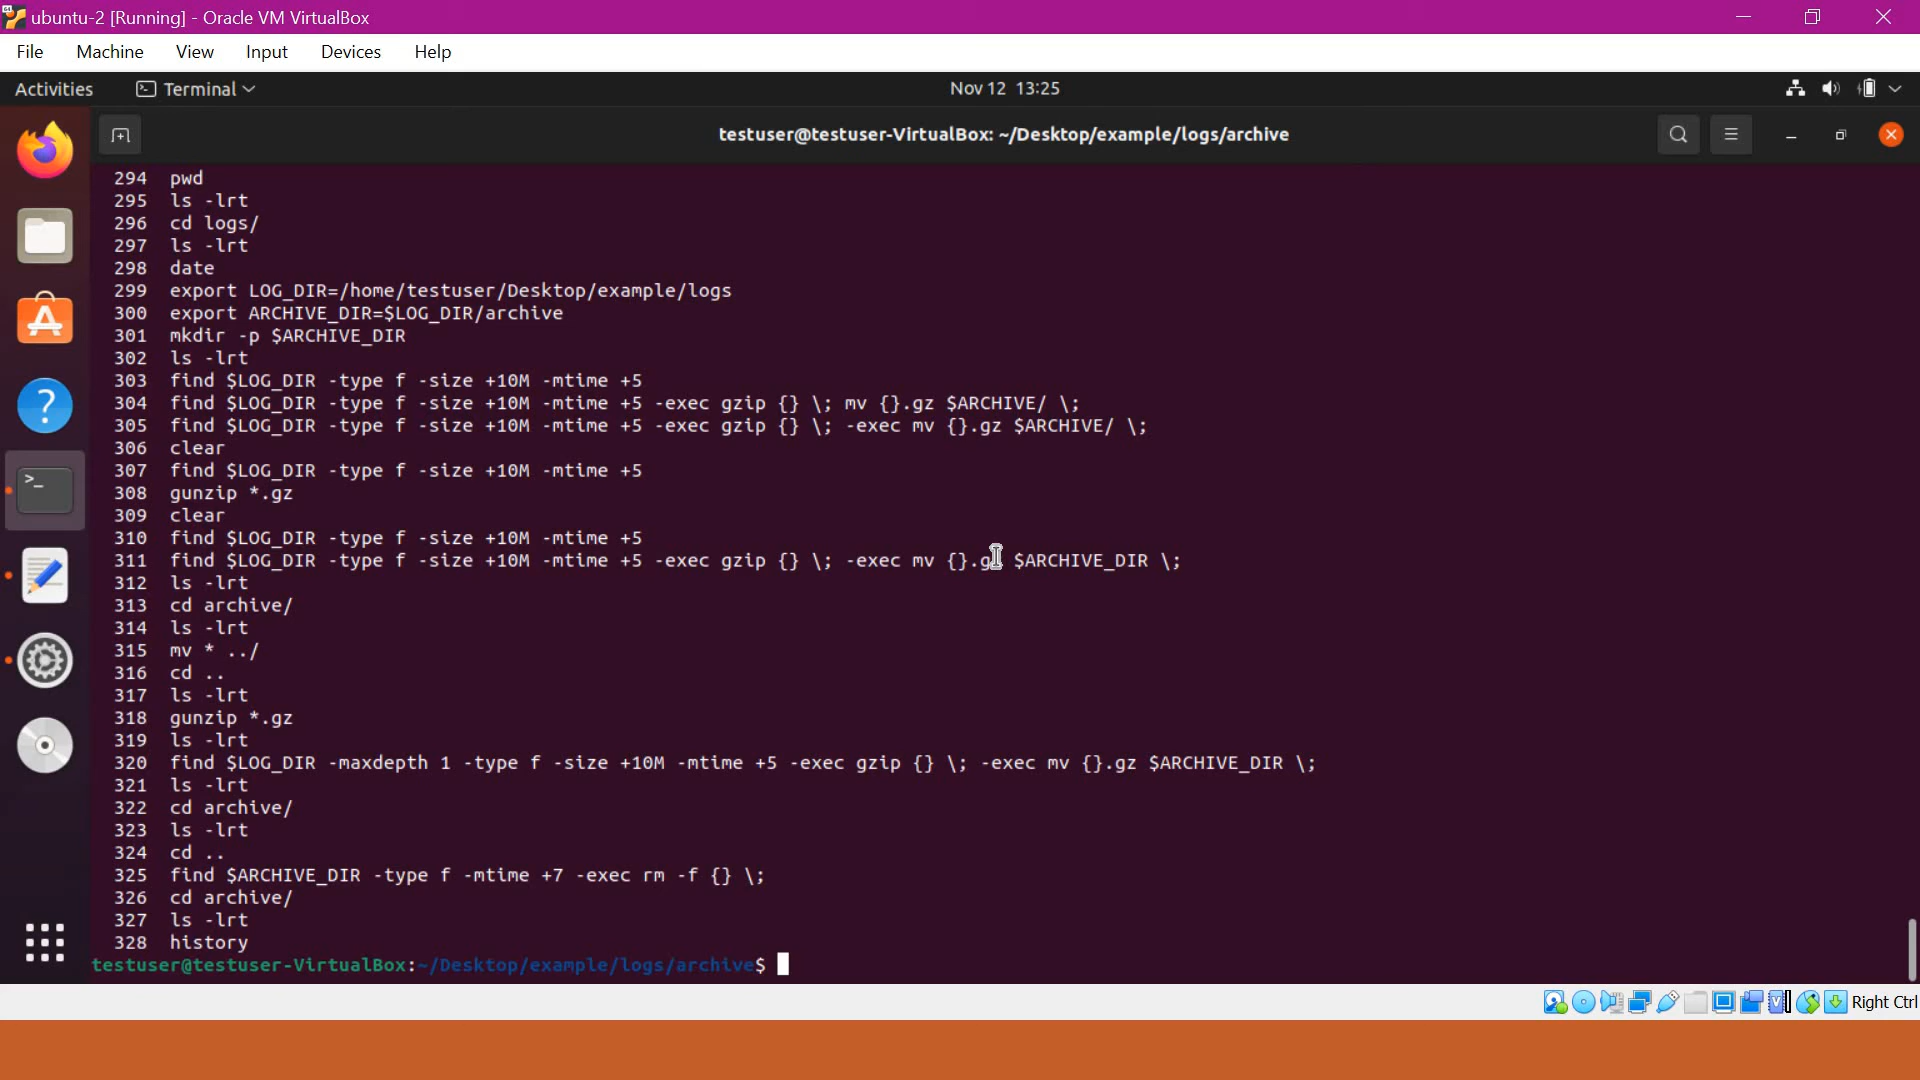 ubuntu-2 [Running] - Oracle VM VirtualBox
File Machine View Input Devices Help
Activities Terminal Nov 12 13:25
testuser@testuser-VirtualBox: ~/Desktop/example/logs/archive
294 pwd
295 ls -lrt
296 cd logs/
297 ls -lrt
298 date
299 export LOG_DIR=/home/testuser/Desktop/example/logs
300 export ARCHIVE_DIR=$LOG_DIR/archive
301 mkdir -p $ARCHIVE_DIR
302 ls -lrt
303 find $LOG_DIR -type f -size +10M -mtime +5
304 find $LOG_DIR -type f -size +10M -mtime +5 -exec gzip {} \; mv {}.gz $ARCHIVE/ \;
305 find $LOG_DIR -type f -size +10M -mtime +5 -exec gzip {} \; -exec mv {}.gz $ARCHIVE/ \;
306 clear
307 find $LOG_DIR -type f -size +10M -mtime +5
308 gunzip *.gz
309 clear
310 find $LOG_DIR -type f -size +10M -mtime +5
311 find $LOG_DIR -type f -size +10M -mtime +5 -exec gzip {} \; -exec mv {}.gz $ARCHIVE_DIR \;
312 ls -lrt
313 cd archive/
314 ls -lrt
315 mv * ../
316 cd ..
317 ls -lrt
318 gunzip *.gz
319 ls -lrt
320 find $LOG_DIR -maxdepth 1 -type f -size +10M -mtime +5 -exec gzip {} \; -exec mv {}.gz $ARCHIVE_DIR \;
321 ls -lrt
322 cd archive/
323 ls -lrt
324 cd ..
325 find $ARCHIVE_DIR -type f -mtime +7 -exec rm -f {} \;
326 cd archive/
327 ls -lrt
328 history
testuser@testuser-VirtualBox:~/Desktop/example/logs/archive$
Right Ctrl